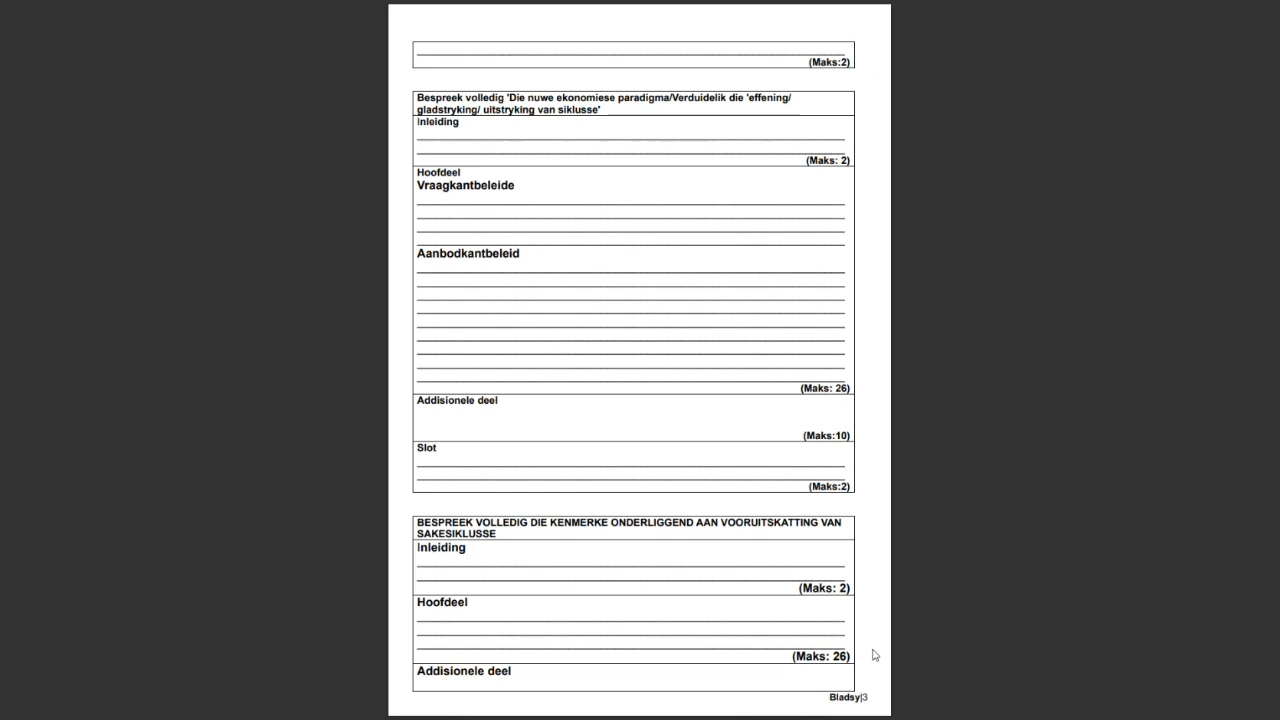 (Maks:2)
Bespreek volledig 'Die nuwe ekonomiese paradigma/Verduidelik die 'effening/
gladstryking/ uitstryking van siklusse'
Inleiding
(Maks: 2)
Hoofdeel
Vraagkantbeleide
Aanbodkantbeleid
(Maks: 26)
Addisionele deel
(Maks:10)
Slot
(Maks:2)
BESPREEK VOLLEDIG DIE KENMERKE ONDERLIGGEND AAN VOORUITSKATTING VAN
SAKESIKLUSSE
Inleiding
(Maks: 2)
Hoofdeel
(Maks: 26)
Addisionele deel
Bladsy|3